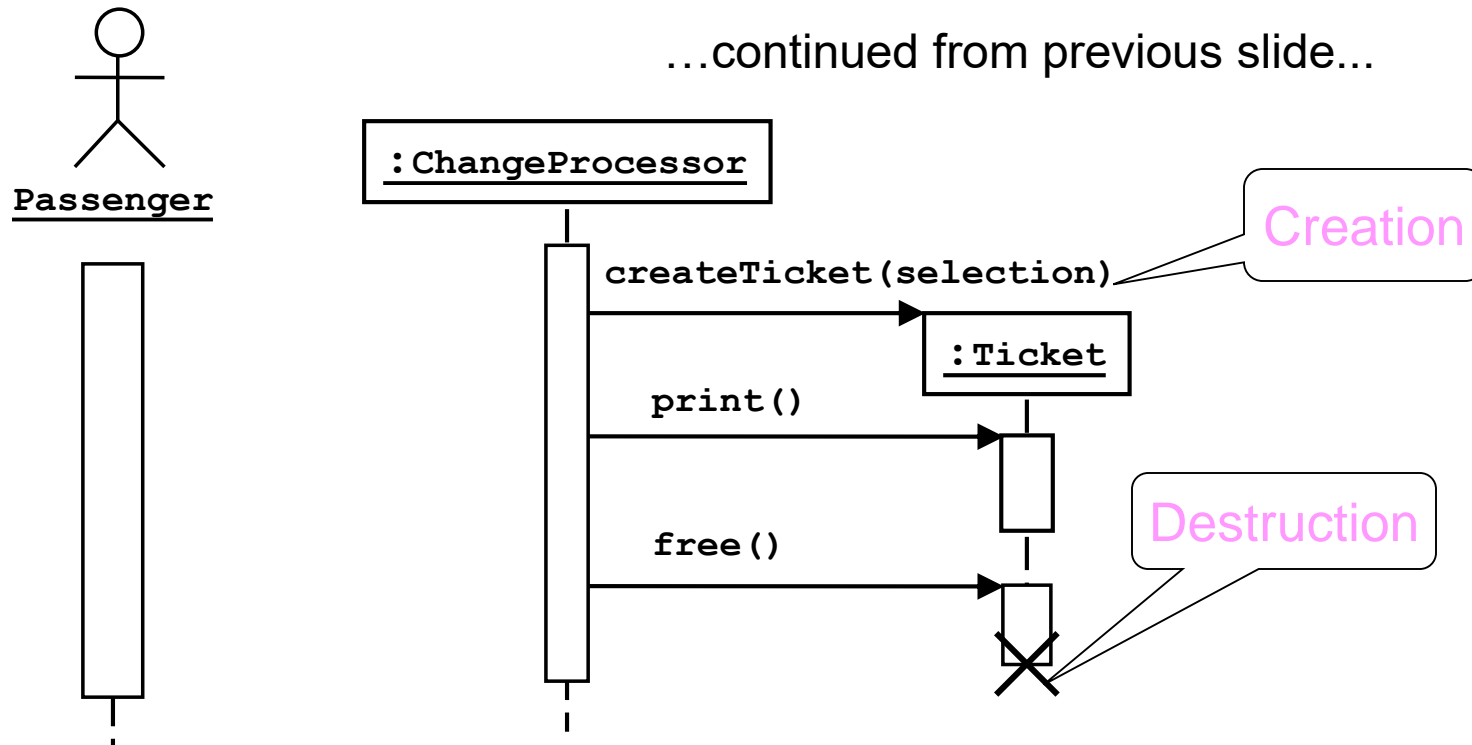 …continued from previous slide...
:ChangeProcessor
Passenger
Creation
createTicket(selection)
:Ticket
print()
Destruction
free()